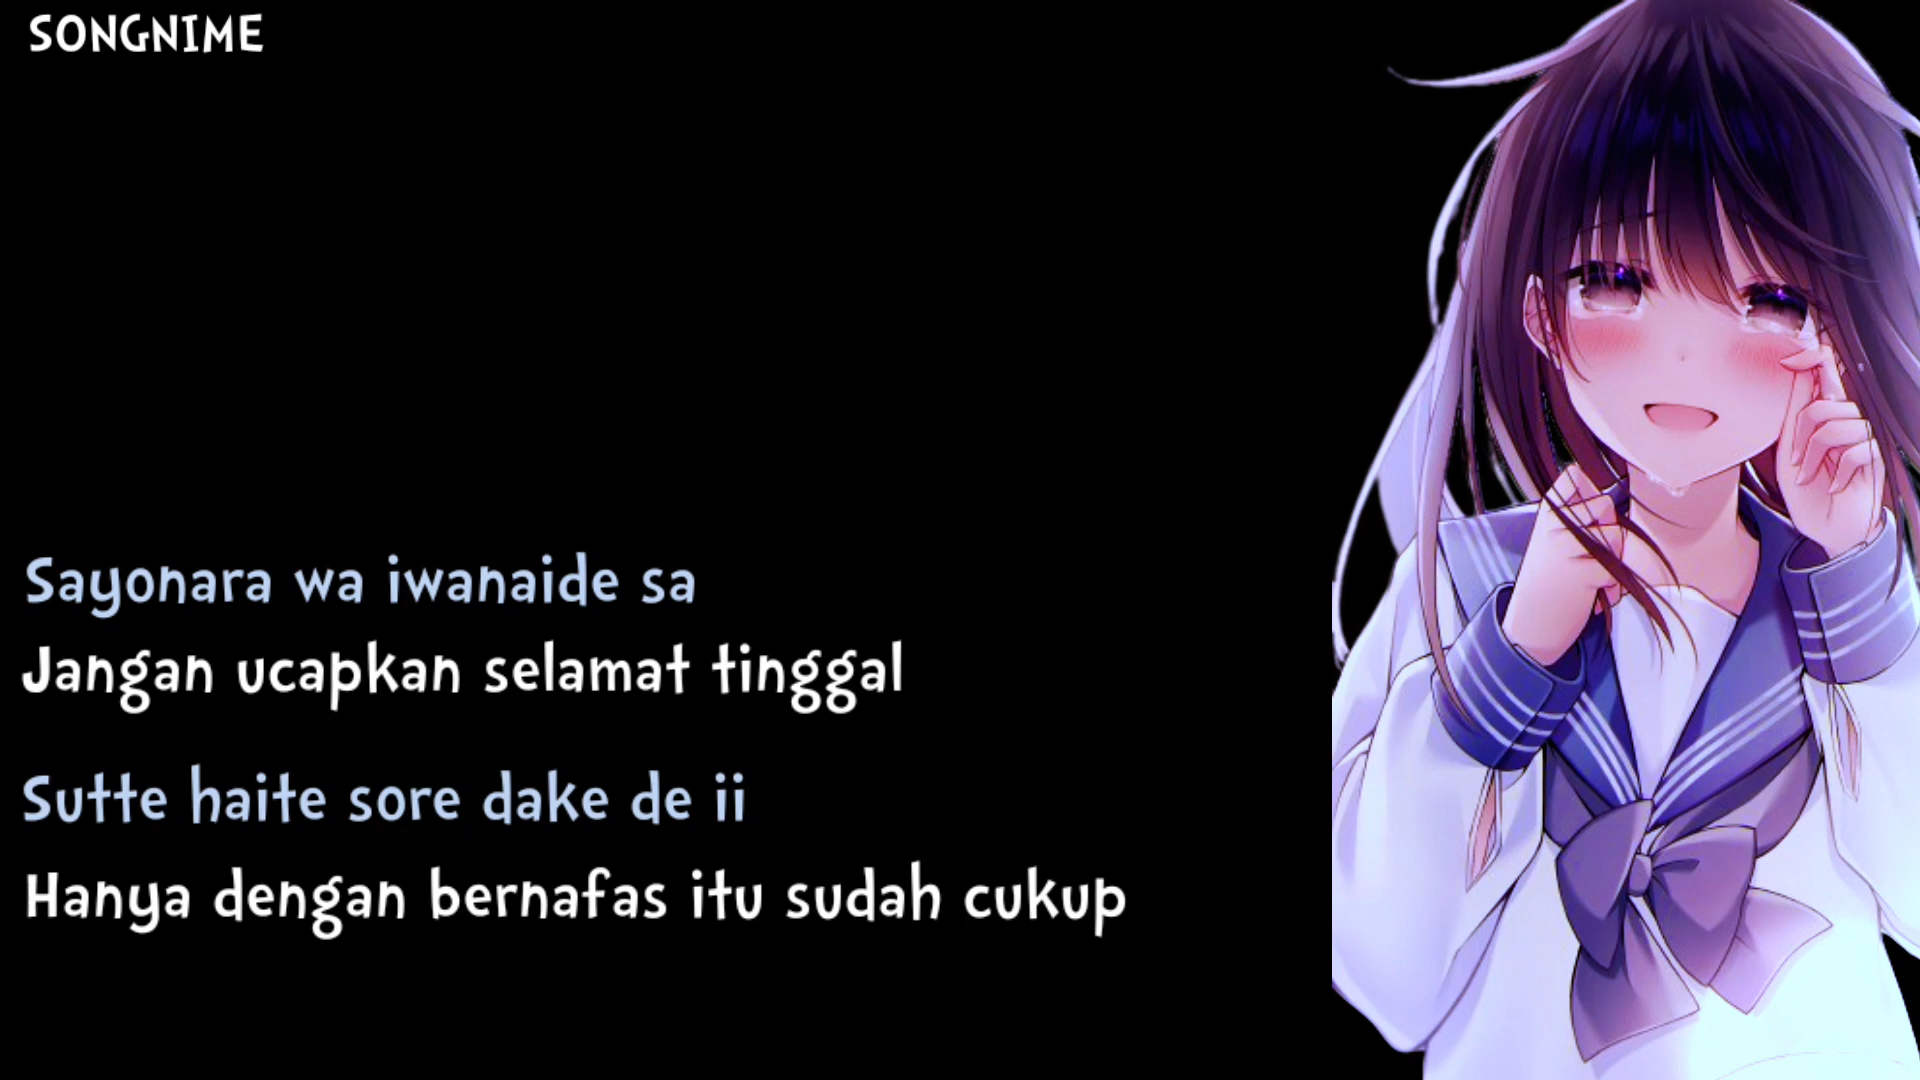 SONGNIME
Sayonara wa iwanaide sa
Jangan ucapkan selamat tinggal
Sutte haite sore dake de ii
Hanya dengan bernafas itu sudah cukup